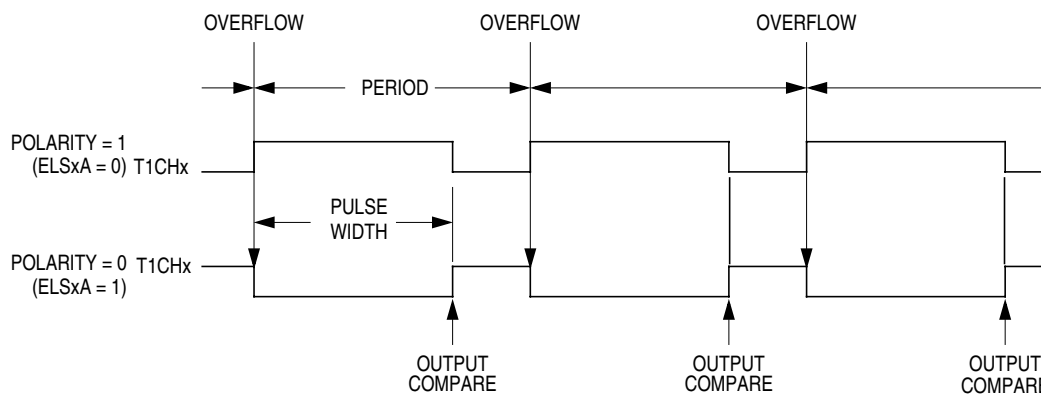 OVERFLOW OVERFLOW OVERFLOW
PERIOD
POLARITY = 1
(ELSxA = 0) T1CHx
PULSE
WIDTH
POLARITY = 0 T1CHx
(ELSxA = 1)
OUTPUT
COMPARE
OUTPUT
COMPARE
OUTPUT
COMPARE